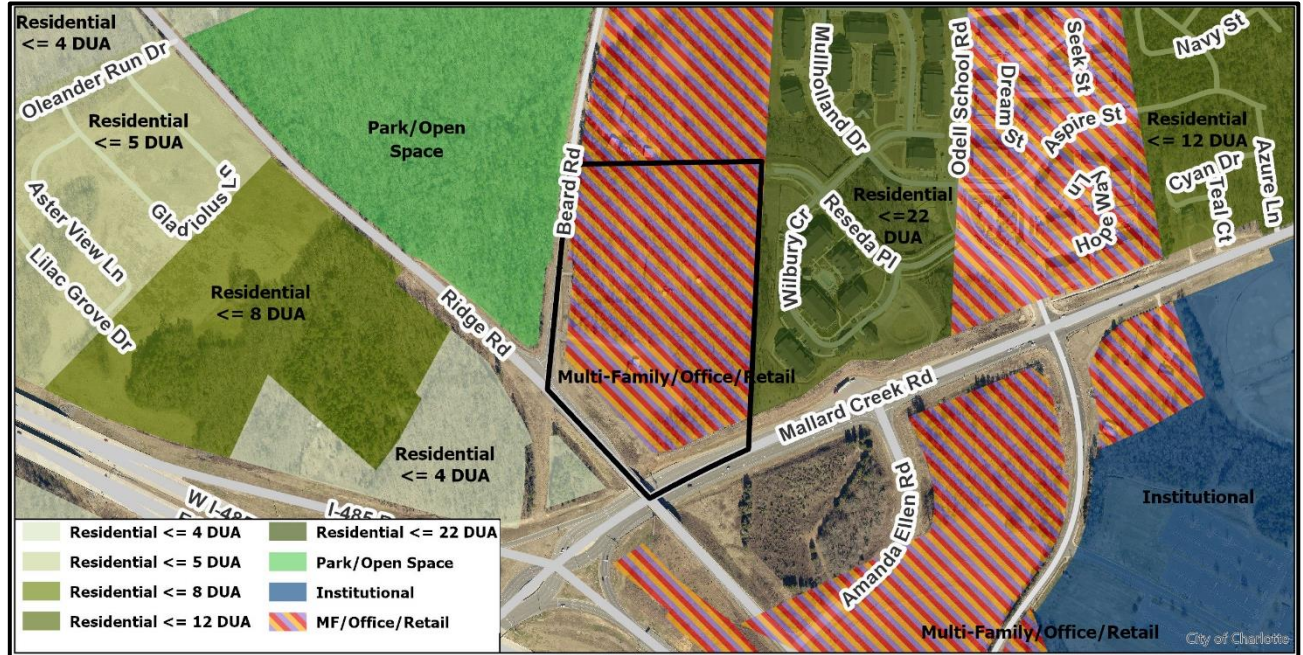 Residential
<= 4 DUA
Oleander Run Dr
Residential
<= 5 DUA
Gladiolus Ln
Aster View Ln
Lilac Grove Dr
Residential
<= 8 DUA
Park/Open
Space
Ridge Rd
Beard Rd
Mullholland Dr
Wilbury Cr
Reseda Pl
Residential
<=22
DUA
Odell School Rd
Dream St
Seek St
Aspire St
Ln
Hope Way
Navy St
Residential
<= 12 DUA
Cyan Dr
Teal Ct
Azure Ln
Multi-Family/Office/Retail
Mallard Creek Rd
Residential
<= 4 DUA
W I-485
Amanda Ellen Rd
Institutional
Multi-Family/Office/Retail
Residential <= 4 DUA
Residential <= 5 DUA
Residential <= 8 DUA
Residential <= 12 DUA
Residential <= 22 DUA
Park/Open Space
Institutional
MF/Office/Retail
City of Charlotte